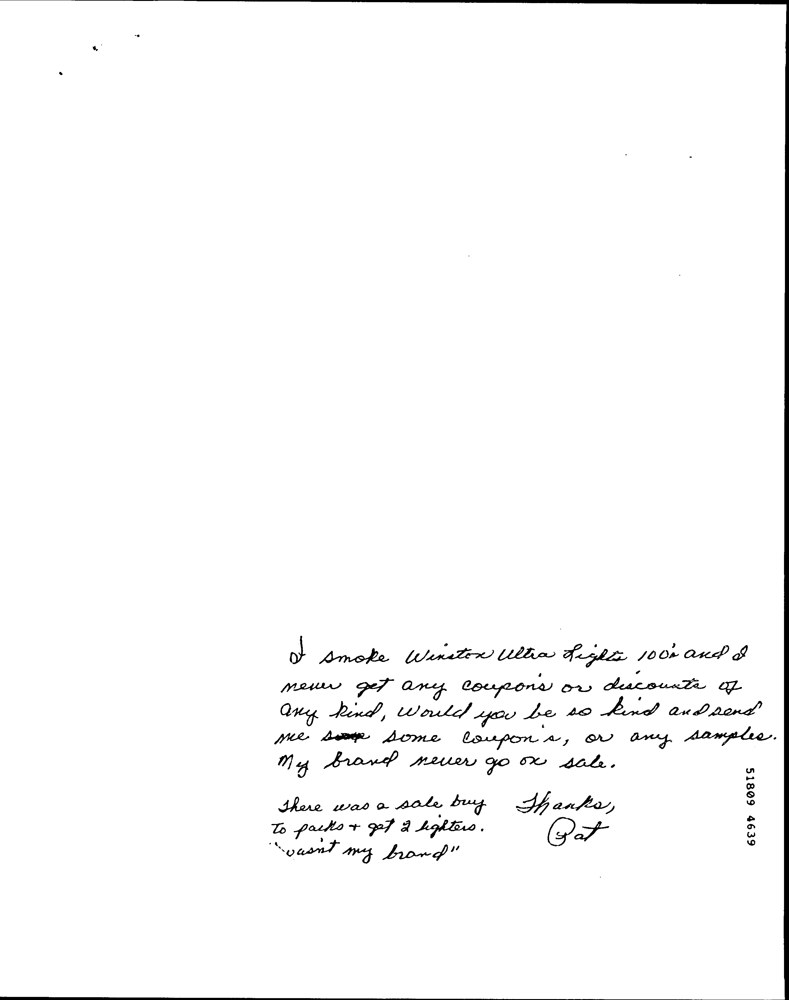 I smoke Winston Ultra Lights 100's and I
never get any coupon's or discounts of
any kind, would you be so kind and send
me some coupon's, or any samples.
My brand never go on sale.
There was a sale buy
To packs + get 2 lighters.
"wasn't my brand"
Thanks,
Pat
51809 4639